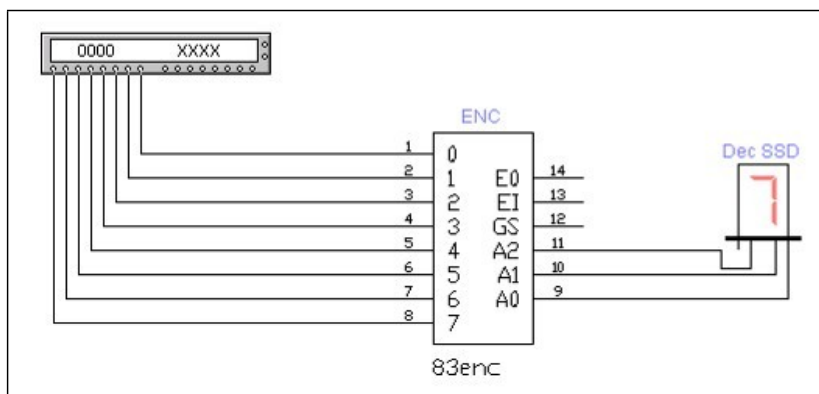 0000 XXXX
ENC
Dec SSD
1 0
2 1 E0 14
3 2 EI 13
4 3 GS 12
5 4 A2 11
6 5 A1 10
7 6 A0 9
8 7
83enc
7